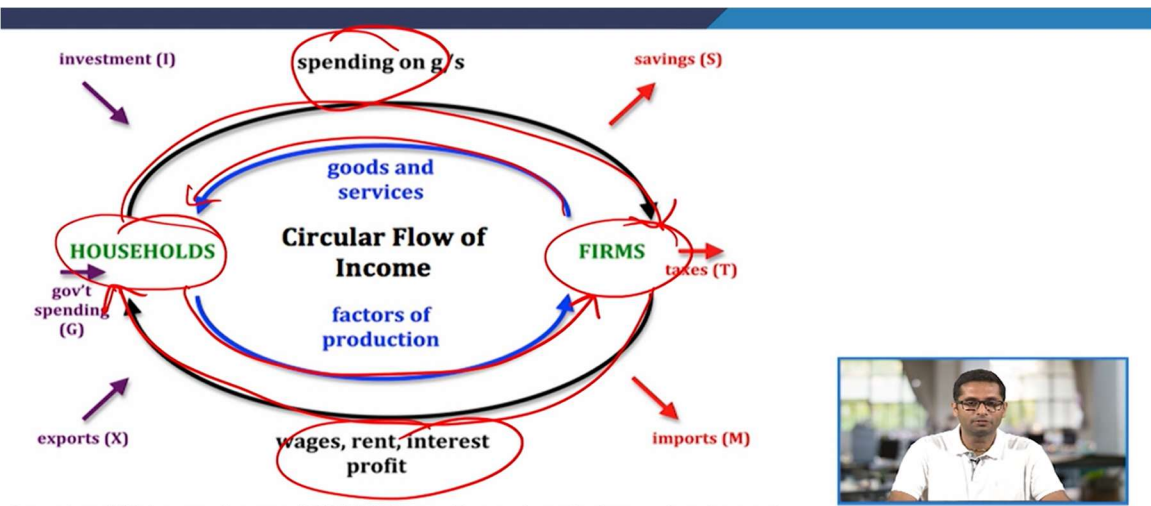 investment (I)
spending on g/s
savings (S)
goods and
services
HOUSEHOLDS
Circular Flow of
Income
FIRMS
taxes (T)
gov't
spending
(G)
factors of
production
exports (X)
wages, rent, interest
profit
imports (M)